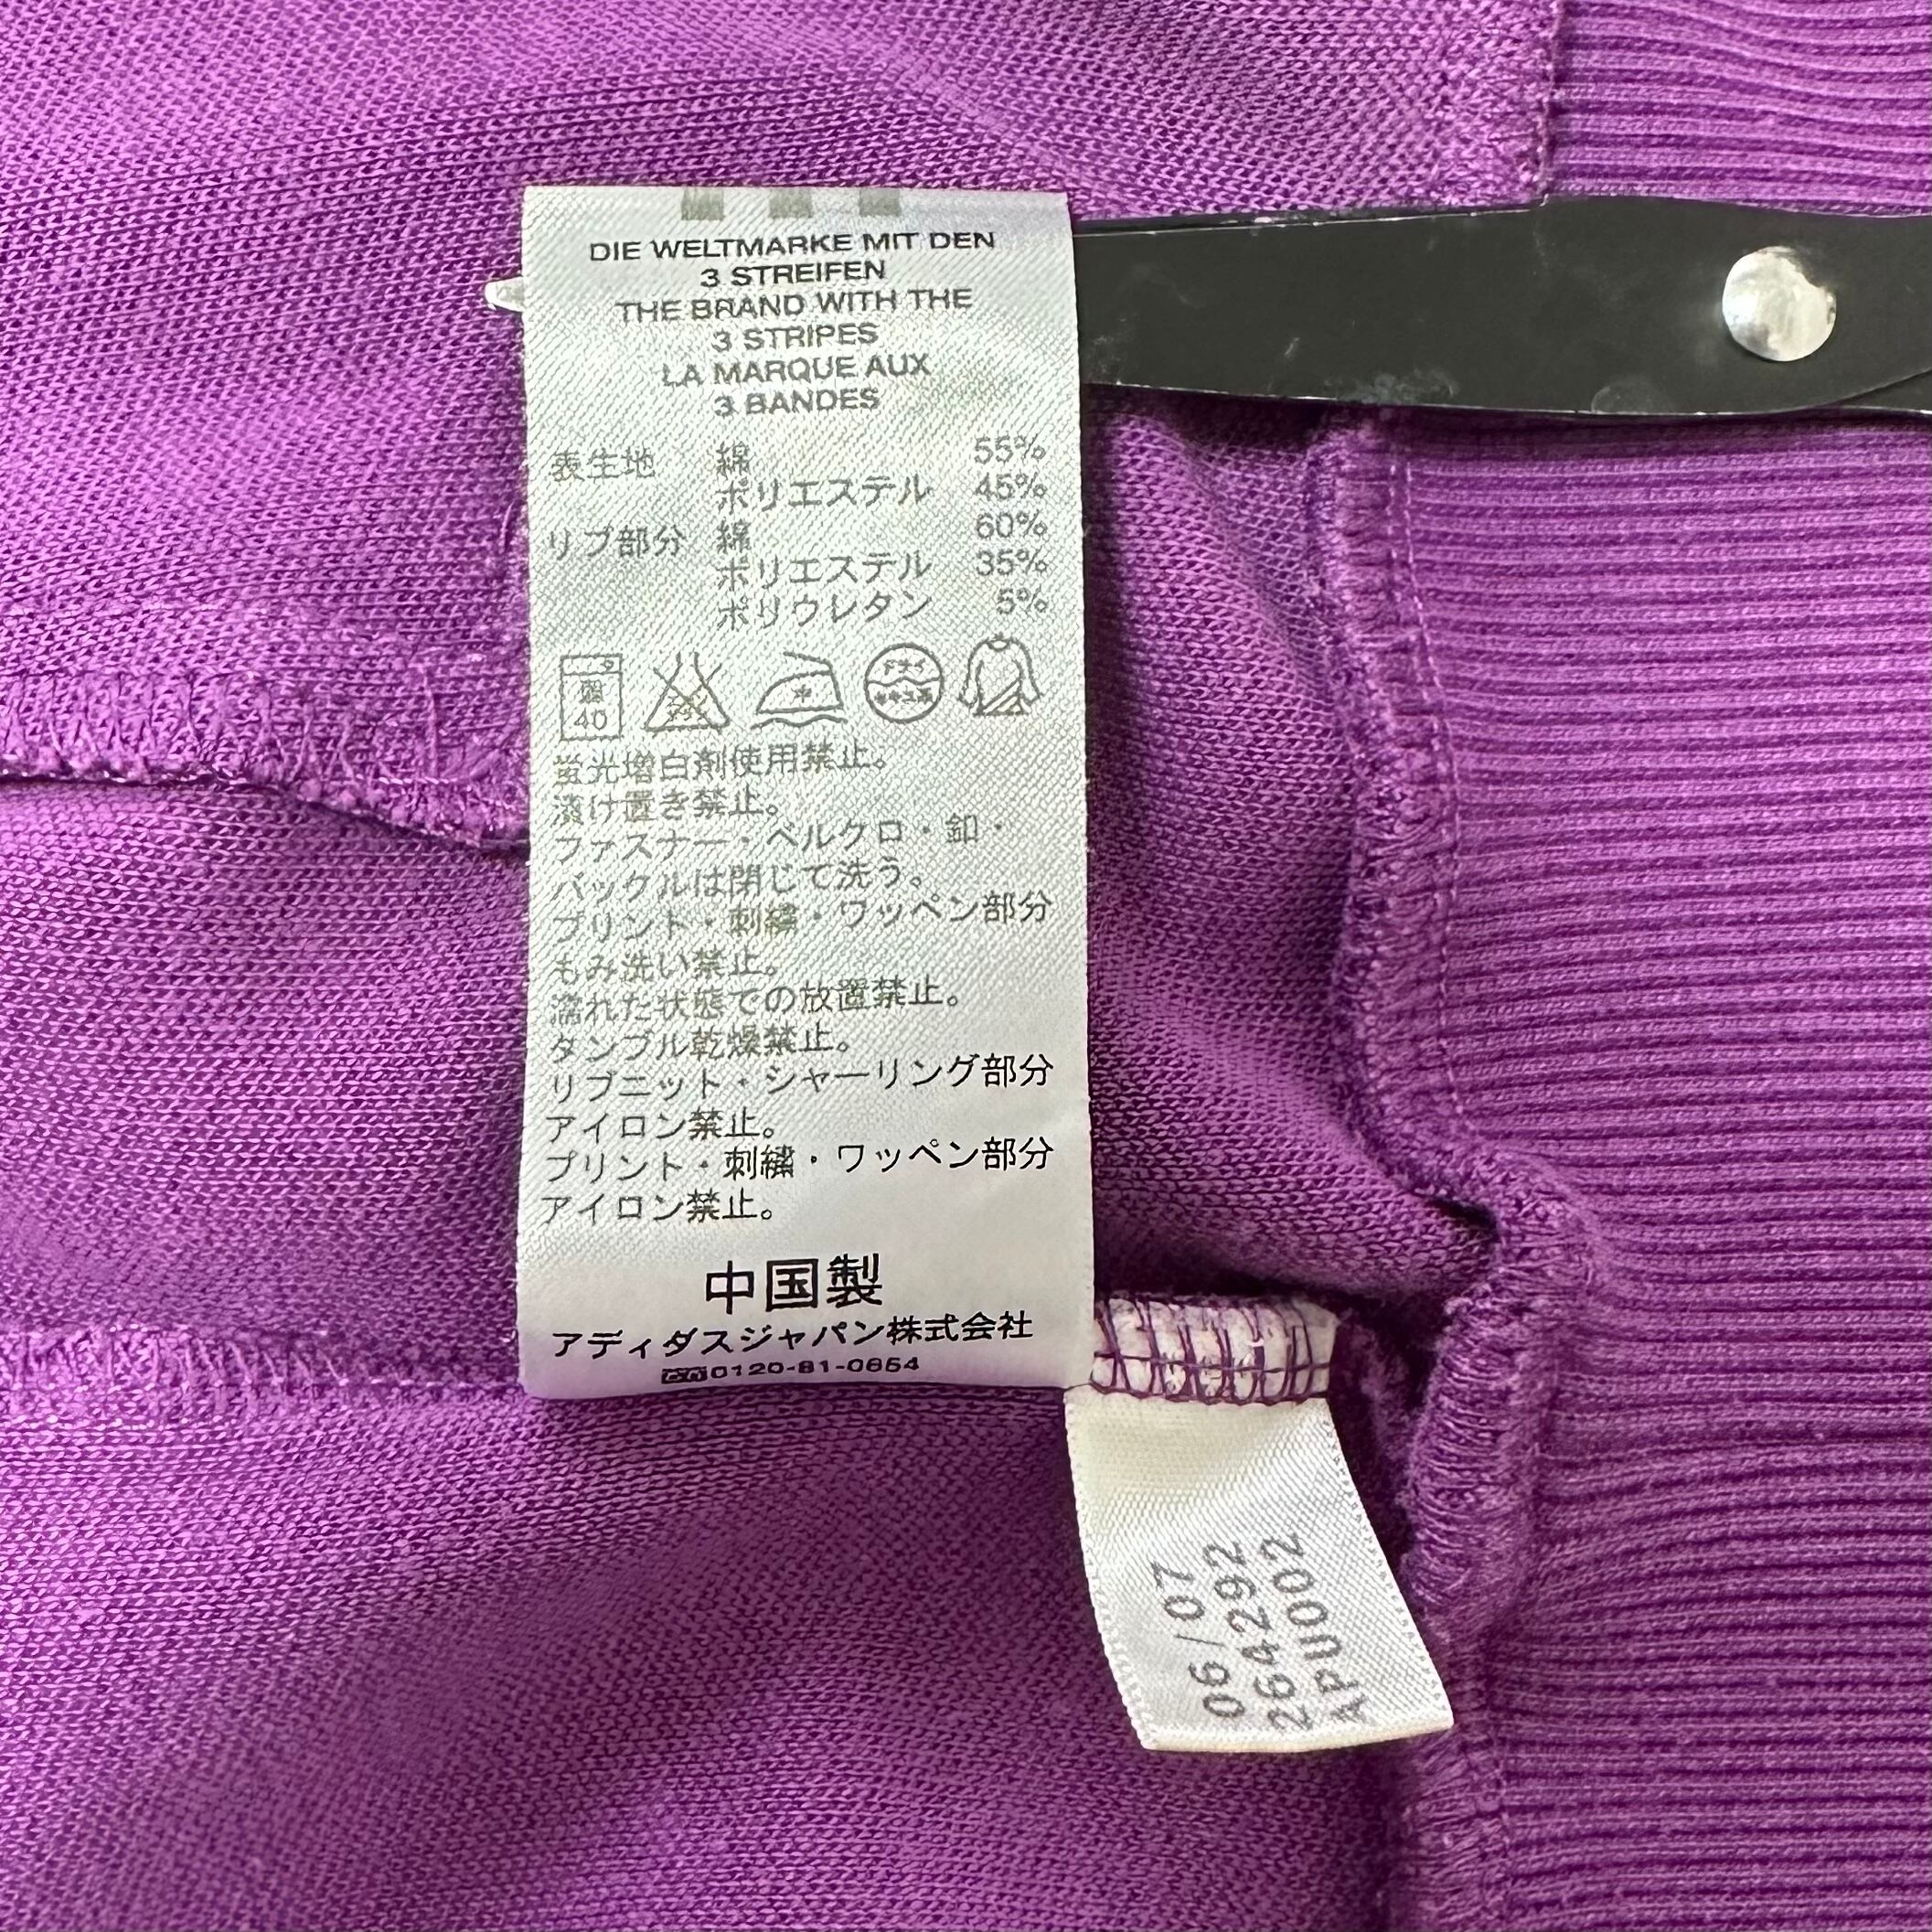 DIE WELTMARKE MIT DEN
3 STREIFEN
THE BRAND WITH THE
3 STRIPES
LA MARQUE AUX
3 BANDES
表生地 綿 55%
ポリエステル 45%
リブ部分 綿 60%
ポリエステル 35%
ポリウレタン 5%
40
ドライ
蛍光増白剤使用禁止。
漬け置き禁止。
ファスナー・ベルクロ・釦・
バックルは閉じて洗う。
プリント・刺繍・ワッペン部分
もみ洗い禁止。
濡れた状態での放置禁止。
タンブル乾燥禁止。
リブニット・シャーリング部分
アイロン禁止。
プリント・刺繍・ワッペン部分
アイロン禁止。
中国製
アディダスジャパン株式会社
0120-81-0654
06/07
264292
APU002